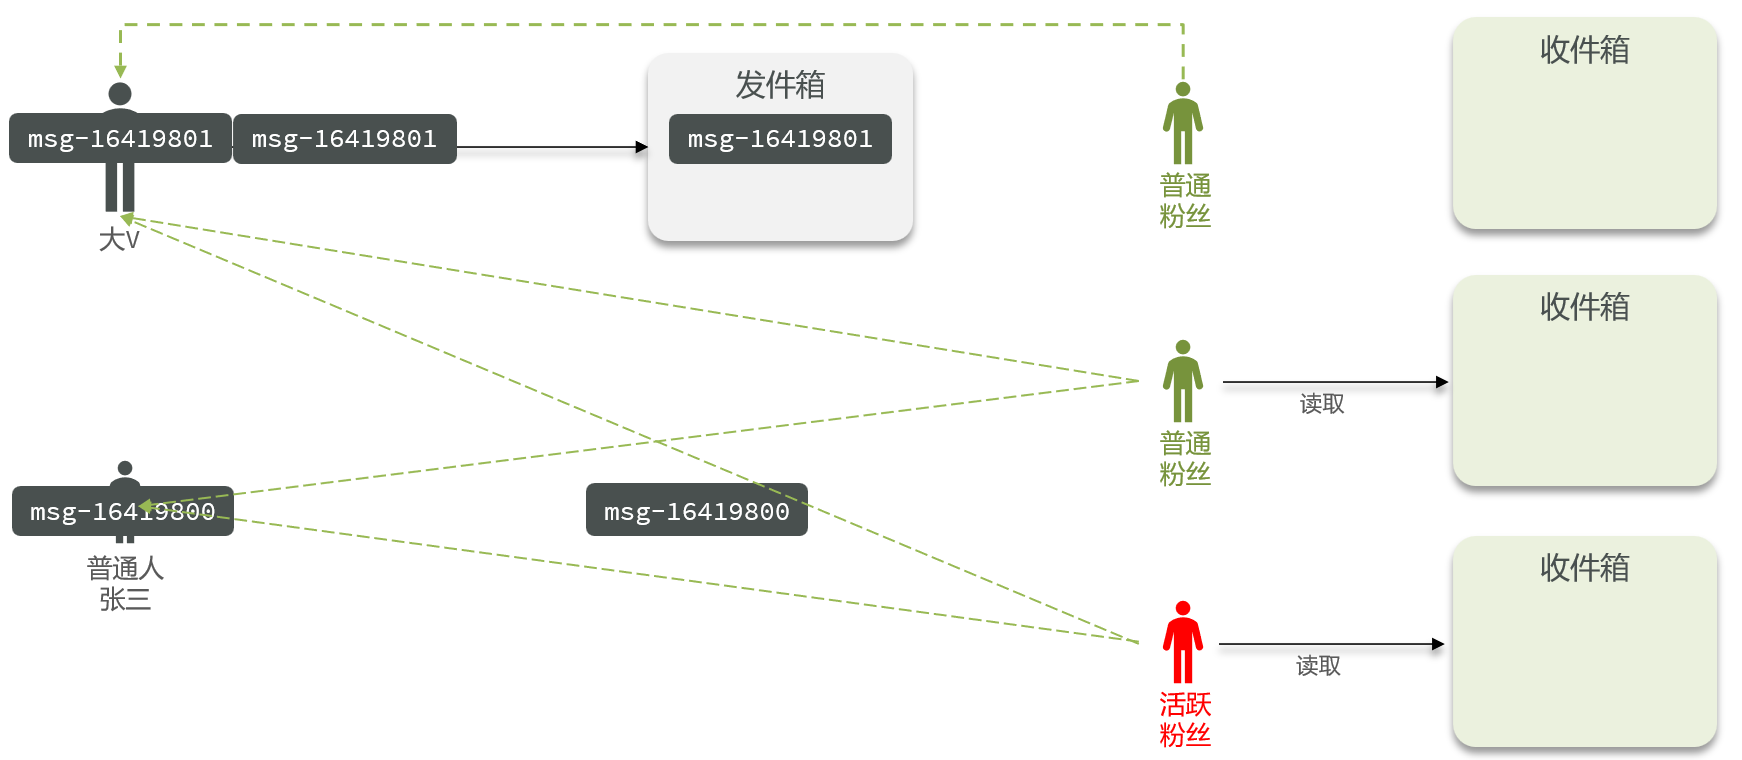 发件箱
收件箱
msg-16419801
msg-16419801
msg-16419801
普通
粉丝
大V
收件箱
读取
普通
粉丝
msg-16419800
msg-16419800
普通人
张三
收件箱
读取
活跃
粉丝